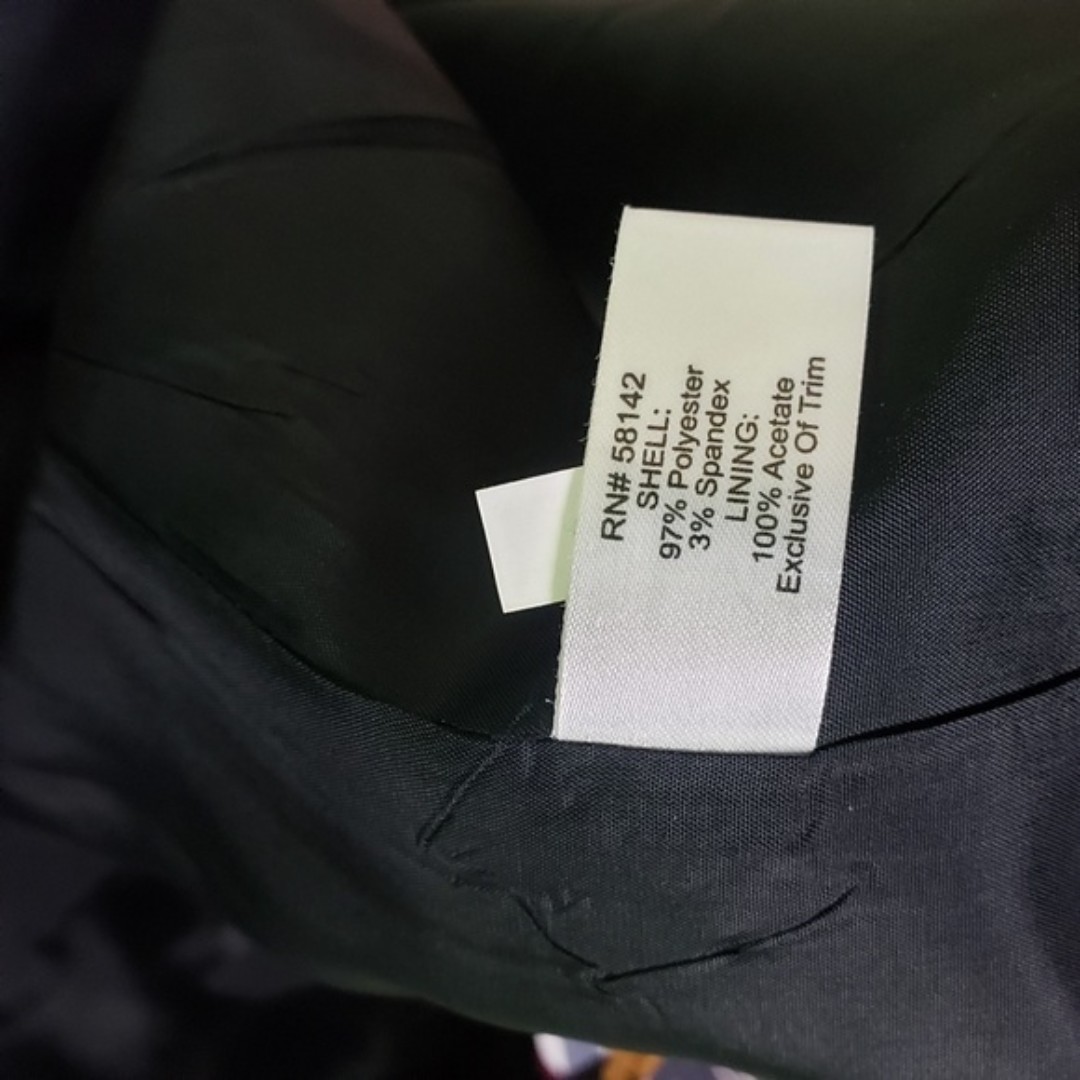 RN# 58142
SHELL:
97% Polyester
3% Spandex
LINING:
100% Acetate
Exclusive Of Trim